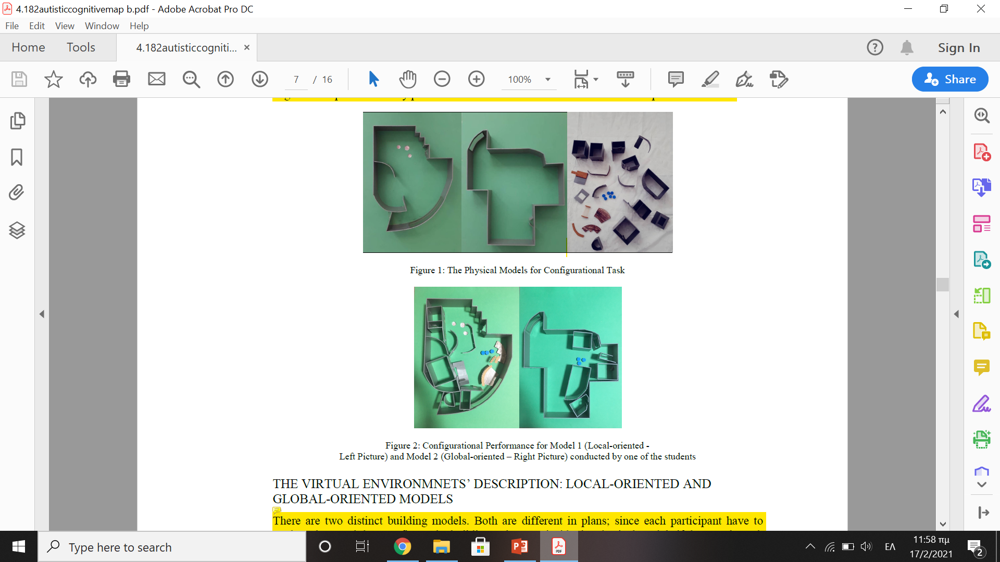 4.182autisticcognitivemap b.pdf - Adobe Acrobat Pro DC
File Edit View Window Help
Home Tools 4.182autisticcogniti... × Sign In
7 / 16 100% Share
Figure 1: The Physical Models for Configurational Task
Figure 2: Configurational Performance for Model 1 (Local-oriented -
Left Picture) and Model 2 (Global-oriented – Right Picture) conducted by one of the students
THE VIRTUAL ENVIRONMNETS’ DESCRIPTION: LOCAL-ORIENTED AND
GLOBAL-ORIENTED MODELS
There are two distinct building models. Both are different in plans; since each participant have to
Type here to search
ΕΛ
11:58 πμ
17/2/2021
2